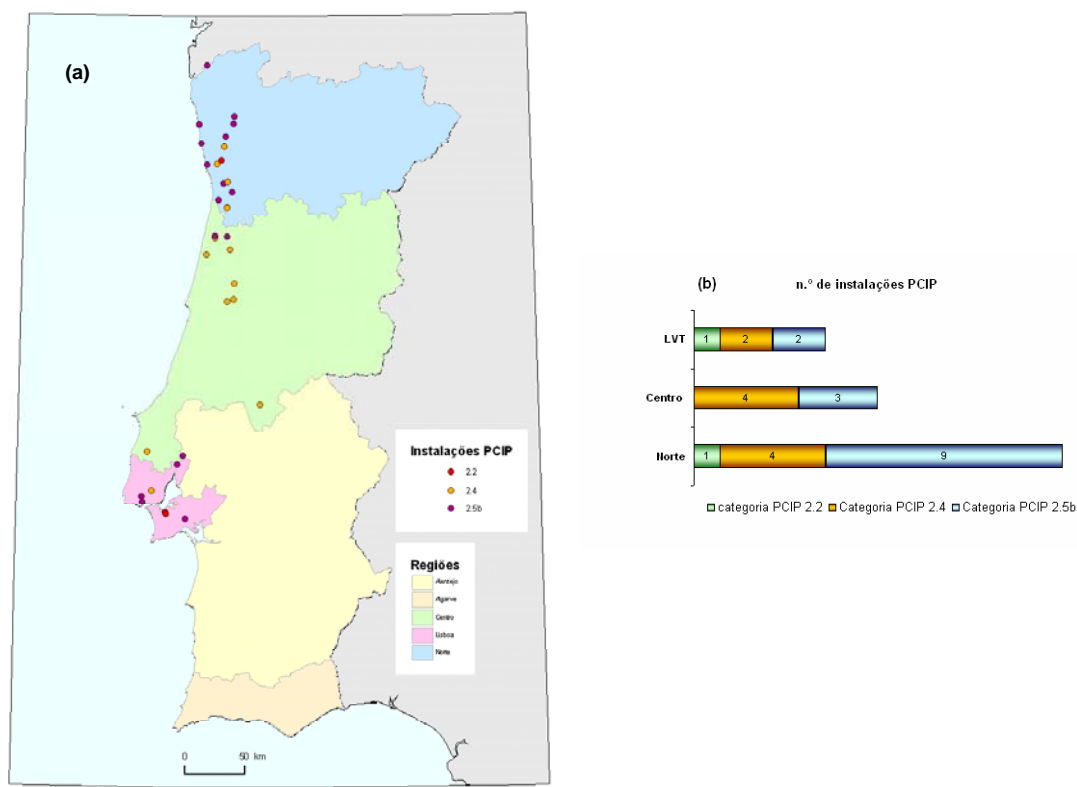 (a)
Instalações PCIP
2.2
2.4
2.5b
Regiões
Alentejo
Algarve
Centro
Lisboa
Norte
0 50 km
(b) n.º de instalações PCIP
LVT 1 2 2
Centro 4 3
Norte 1 4 9
categoria PCIP 2.2 Categoria PCIP 2.4 Categoria PCIP 2.5b